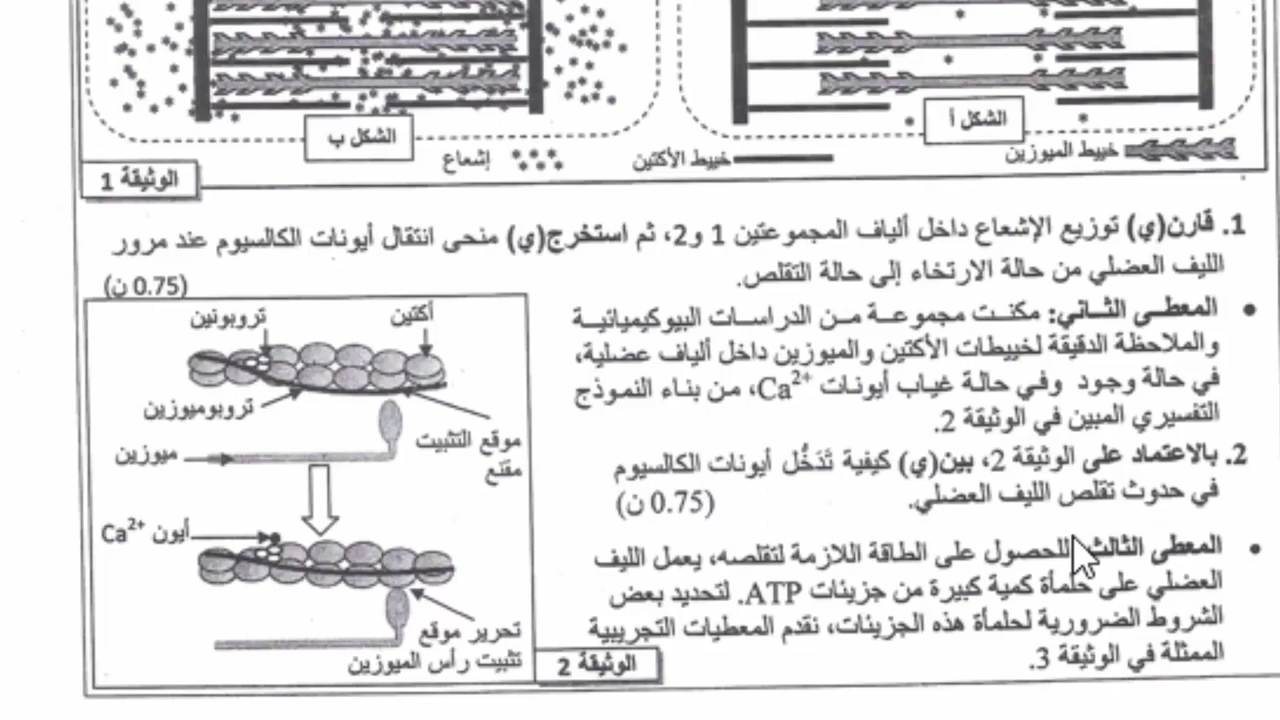 الشكل أ
الشكل ب
خييط الميوزين
خييط الأكتين
إشعاع
الوثيقة 1
1. قارن(ي) توزيع الإشعاع داخل ألياف المجموعتين 1 و2، ثم استخرج(ي) منحى انتقال أيونات الكالسيوم عند مرور
الليف العضلي من حالة الارتخاء إلى حالة التقلص.
(0.75 ن)
• المعطى الثاني: مكنت مجموعة من الدراسات البيوكيميائية
والملاحظة الدقيقة لخييطات الأكتين والميوزين داخل ألياف عضلية،
في حالة وجود وفي حالة غياب أيونات Ca²⁺، من بناء النموذج
التفسيري المبين في الوثيقة 2.
2. بالاعتماد على الوثيقة 2، بين(ي) كيفية تَدَخُّل أيونات الكالسيوم
في حدوث تقلص الليف العضلي. (0.75 ن)
• المعطى الثالث للحصول على الطاقة اللازمة لتقلصه، يعمل الليف
العضلي على حلمأة كمية كبيرة من جزيئات ATP. لتحديد بعض
الشروط الضرورية لحلمأة هذه الجزيئات، نقدم المعطيات التجريبية
الممثلة في الوثيقة 3.
أكتين
تروبونين
تروبوميوزين
موقع التثبيت
مقنع
ميوزين
أيون Ca²⁺
تحرير موقع
تثبيت رأس الميوزين
الوثيقة 2